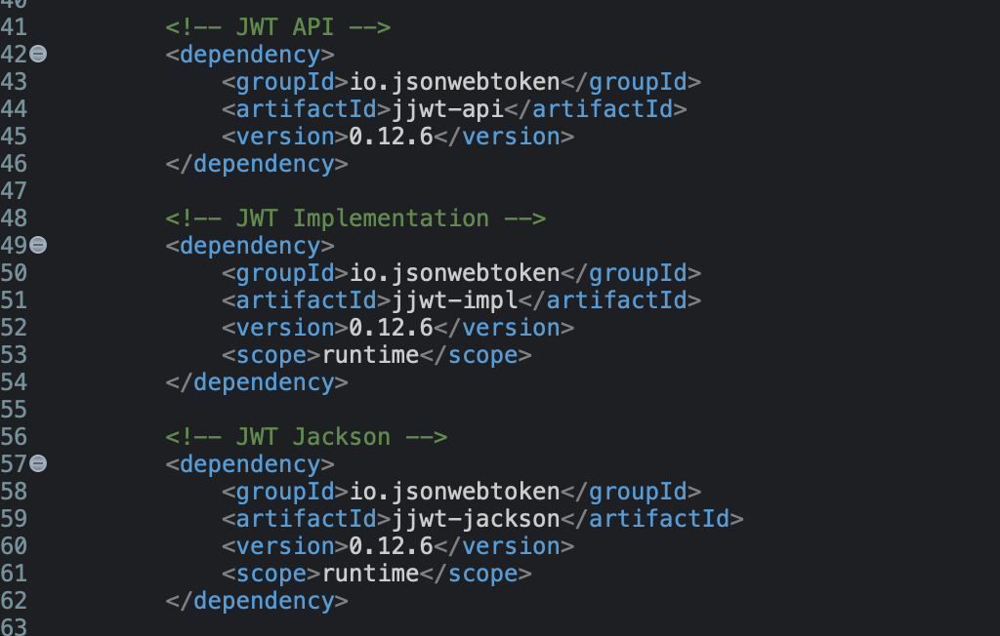 40
41 <!-- JWT API -->
42 <dependency>
43 <groupId>io.jsonwebtoken</groupId>
44 <artifactId>jjwt-api</artifactId>
45 <version>0.12.6</version>
46 </dependency>
47
48 <!-- JWT Implementation -->
49 <dependency>
50 <groupId>io.jsonwebtoken</groupId>
51 <artifactId>jjwt-impl</artifactId>
52 <version>0.12.6</version>
53 <scope>runtime</scope>
54 </dependency>
55
56 <!-- JWT Jackson -->
57 <dependency>
58 <groupId>io.jsonwebtoken</groupId>
59 <artifactId>jjwt-jackson</artifactId>
60 <version>0.12.6</version>
61 <scope>runtime</scope>
62 </dependency>
63